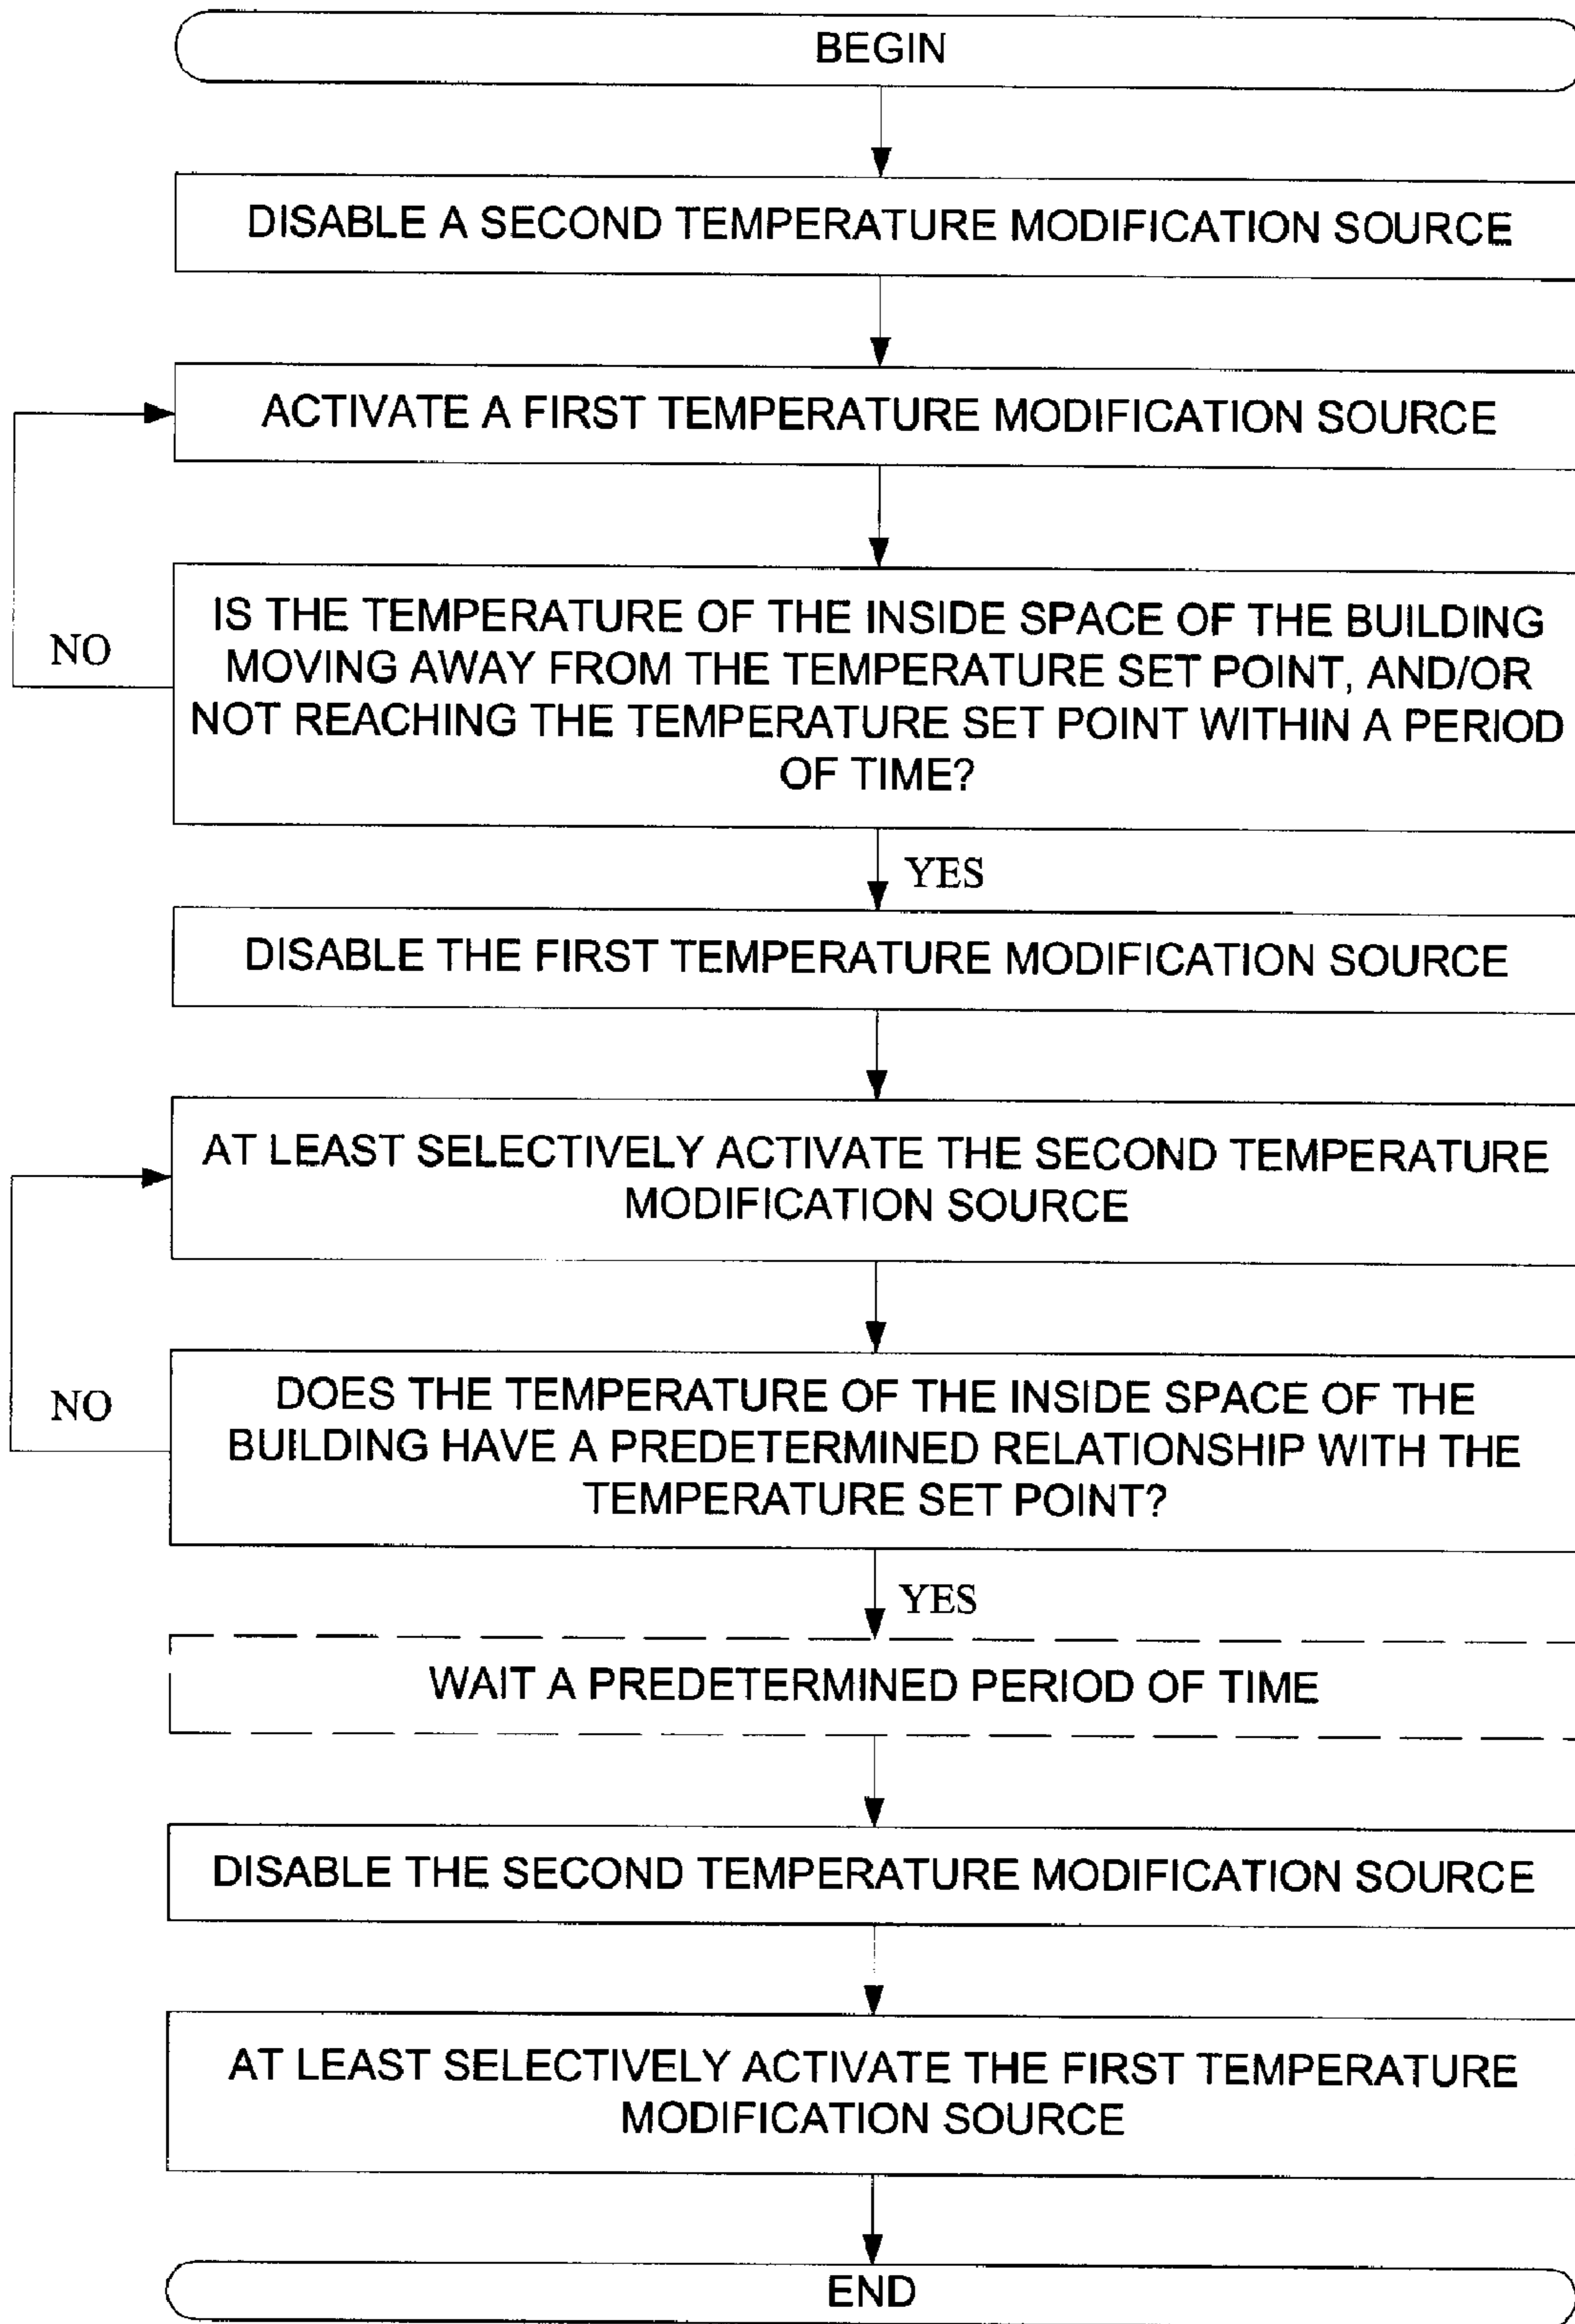 BEGIN
DISABLE A SECOND TEMPERATURE MODIFICATION SOURCE
ACTIVATE A FIRST TEMPERATURE MODIFICATION SOURCE
IS THE TEMPERATURE OF THE INSIDE SPACE OF THE BUILDING
MOVING AWAY FROM THE TEMPERATURE SET POINT, AND/OR
NOT REACHING THE TEMPERATURE SET POINT WITHIN A PERIOD
OF TIME?
NO
YES
DISABLE THE FIRST TEMPERATURE MODIFICATION SOURCE
AT LEAST SELECTIVELY ACTIVATE THE SECOND TEMPERATURE
MODIFICATION SOURCE
DOES THE TEMPERATURE OF THE INSIDE SPACE OF THE
BUILDING HAVE A PREDETERMINED RELATIONSHIP WITH THE
TEMPERATURE SET POINT?
NO
YES
WAIT A PREDETERMINED PERIOD OF TIME
DISABLE THE SECOND TEMPERATURE MODIFICATION SOURCE
AT LEAST SELECTIVELY ACTIVATE THE FIRST TEMPERATURE
MODIFICATION SOURCE
END